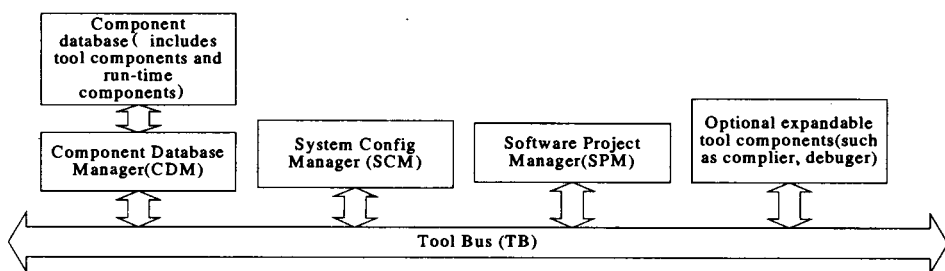 Component
database( includes
tool components and
run-time
components)
Component Database
Manager(CDM)
System Config
Manager (SCM)
Software Project
Manager(SPM)
Optional expandable
tool components(such
as complier, debuger)
Tool Bus (TB)